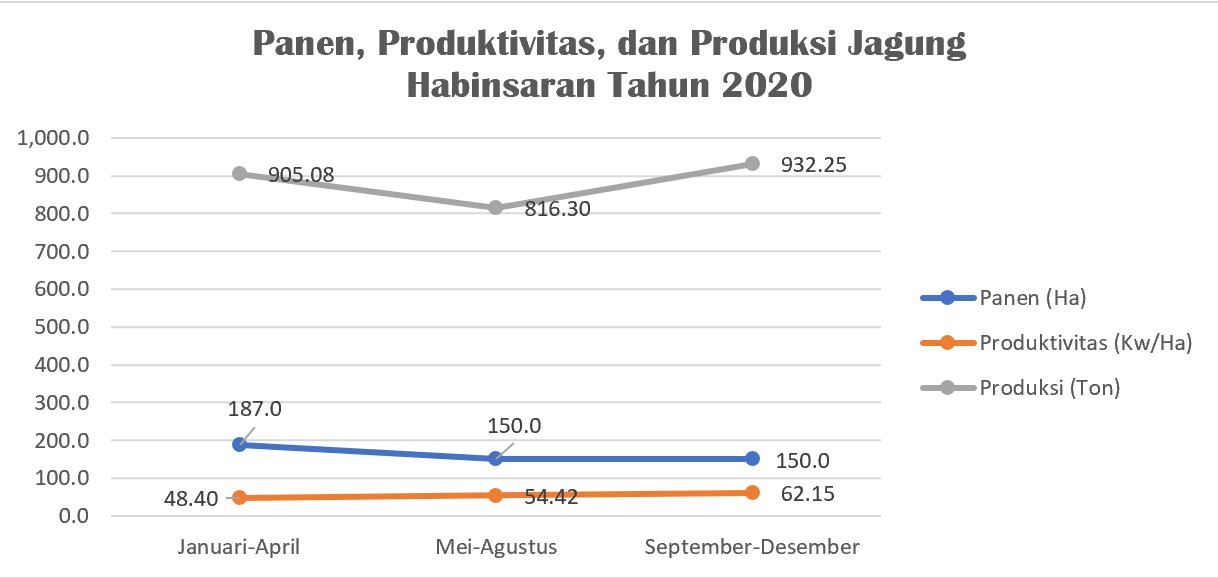 Panen, Produktivitas, dan Produksi Jagung
Habinsaran Tahun 2020
1,000.0
900.0
800.0
700.0
600.0
500.0
400.0
300.0
200.0
100.0
0.0
905.08
816.30
932.25
187.0
150.0
150.0
48.40
54.42
62.15
Januari-April
Mei-Agustus
September-Desember
Panen (Ha)
Produktivitas (Kw/Ha)
Produksi (Ton)